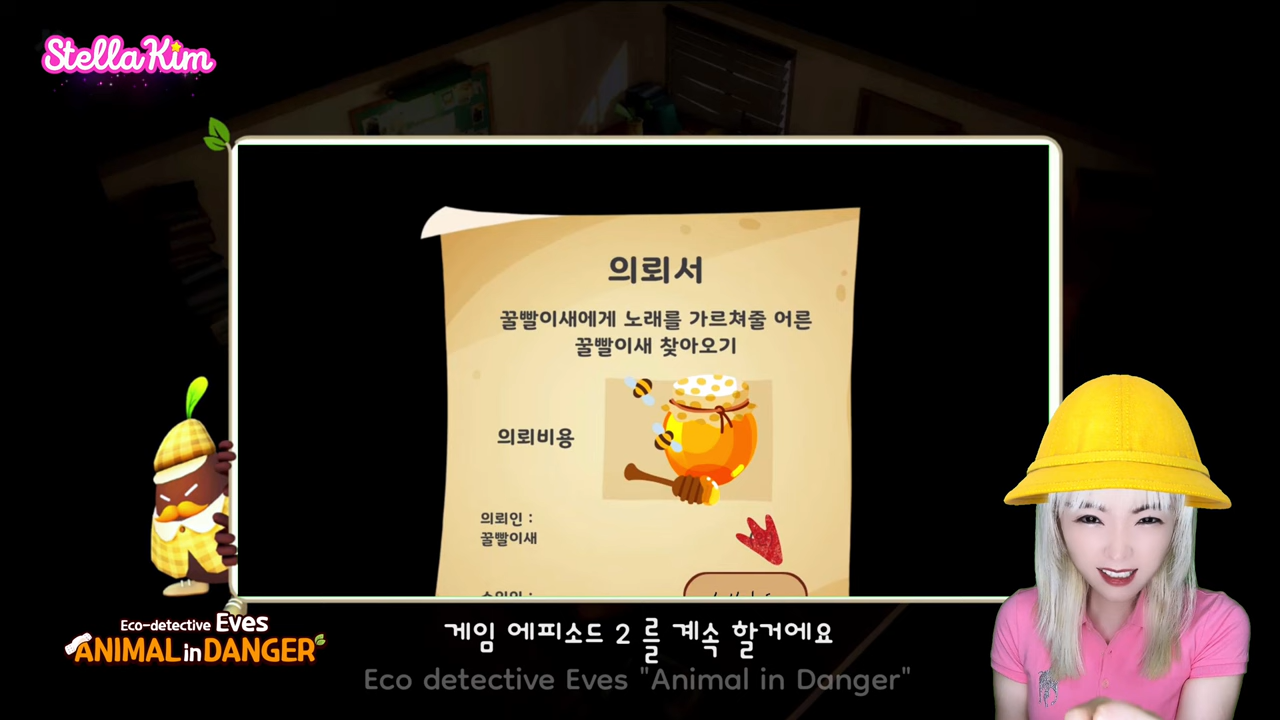 Stella Kim
의뢰서
꿀빨이새에게 노래를 가르쳐줄 어른
꿀빨이새 찾아오기
의뢰비용
의뢰인 :
꿀빨이새
Eco-detective Eves
ANIMAL in DANGER
게임 에피소드 2 를 계속 할거에요
Eco detective Eves "Animal in Danger"